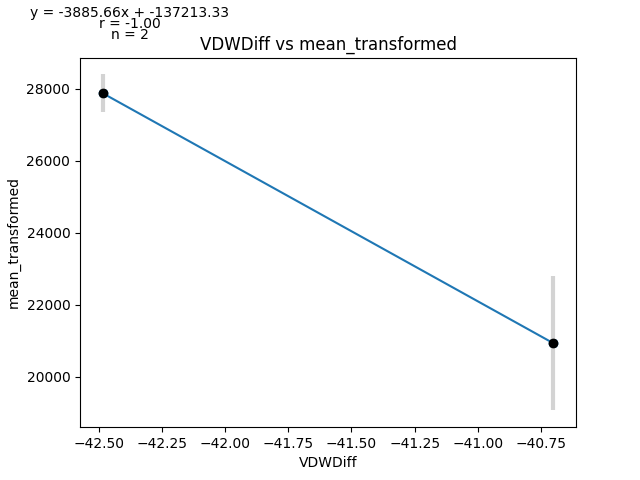 y = -3885.66x + -137213.33
r = -1.00
n = 2
VDWDiff vs mean_transformed
mean_transformed
28000
26000
24000
22000
20000
−42.50 −42.25 −42.00 −41.75 −41.50 −41.25 −41.00 −40.75
VDWDiff